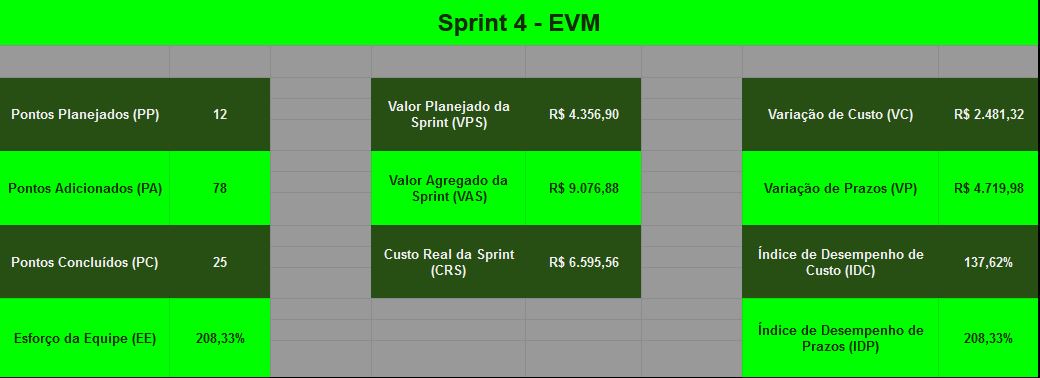 Sprint 4 - EVM
Pontos Planejados (PP) 12
Valor Planejado da
Sprint (VPS) R$ 4.356,90
Variação de Custo (VC) R$ 2.481,32
Pontos Adicionados (PA) 78
Valor Agregado da
Sprint (VAS) R$ 9.076,88
Variação de Prazos (VP) R$ 4.719,98
Pontos Concluídos (PC) 25
Custo Real da Sprint
(CRS) R$ 6.595,56
Índice de Desempenho de
Custo (IDC) 137,62%
Esforço da Equipe (EE) 208,33%
Índice de Desempenho de
Prazos (IDP) 208,33%